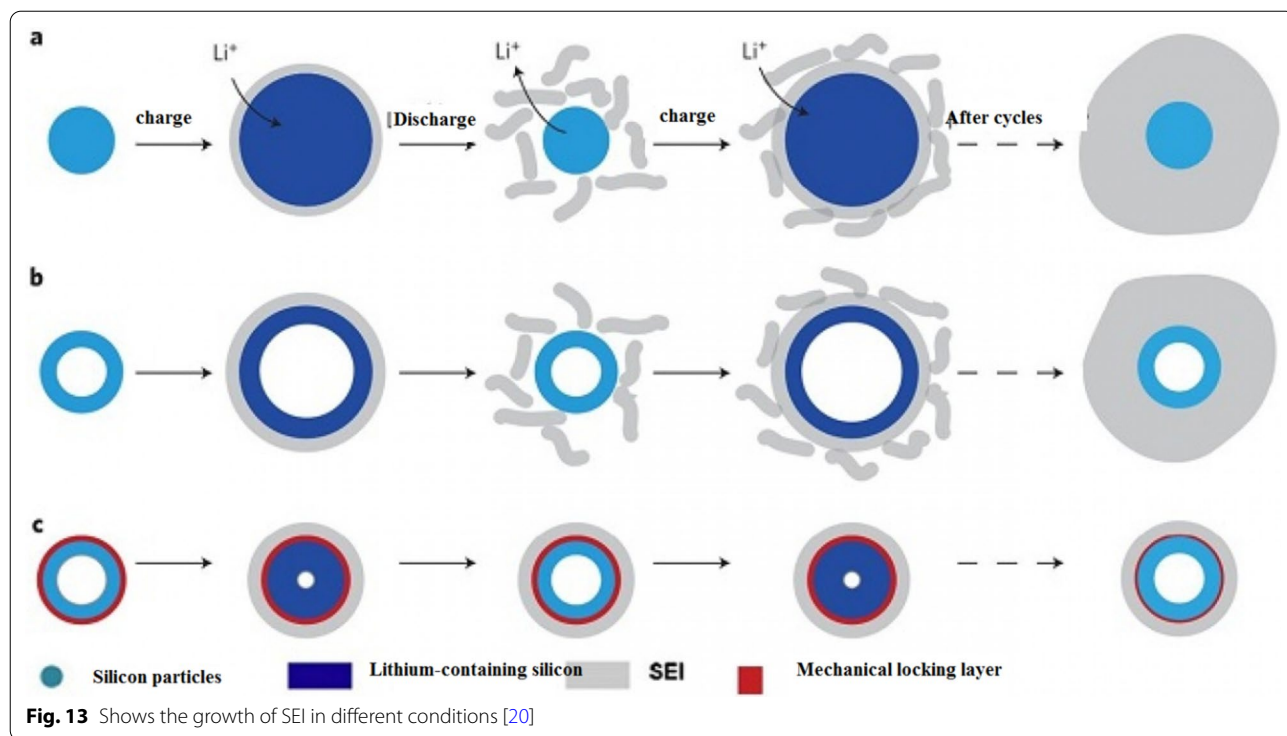 a
Li⁺
charge
Discharge
Li⁺
charge
Li⁺
After cycles
b
c
Silicon particles
Lithium-containing silicon
SEI
Mechanical locking layer
Fig. 13 Shows the growth of SEI in different conditions [20]